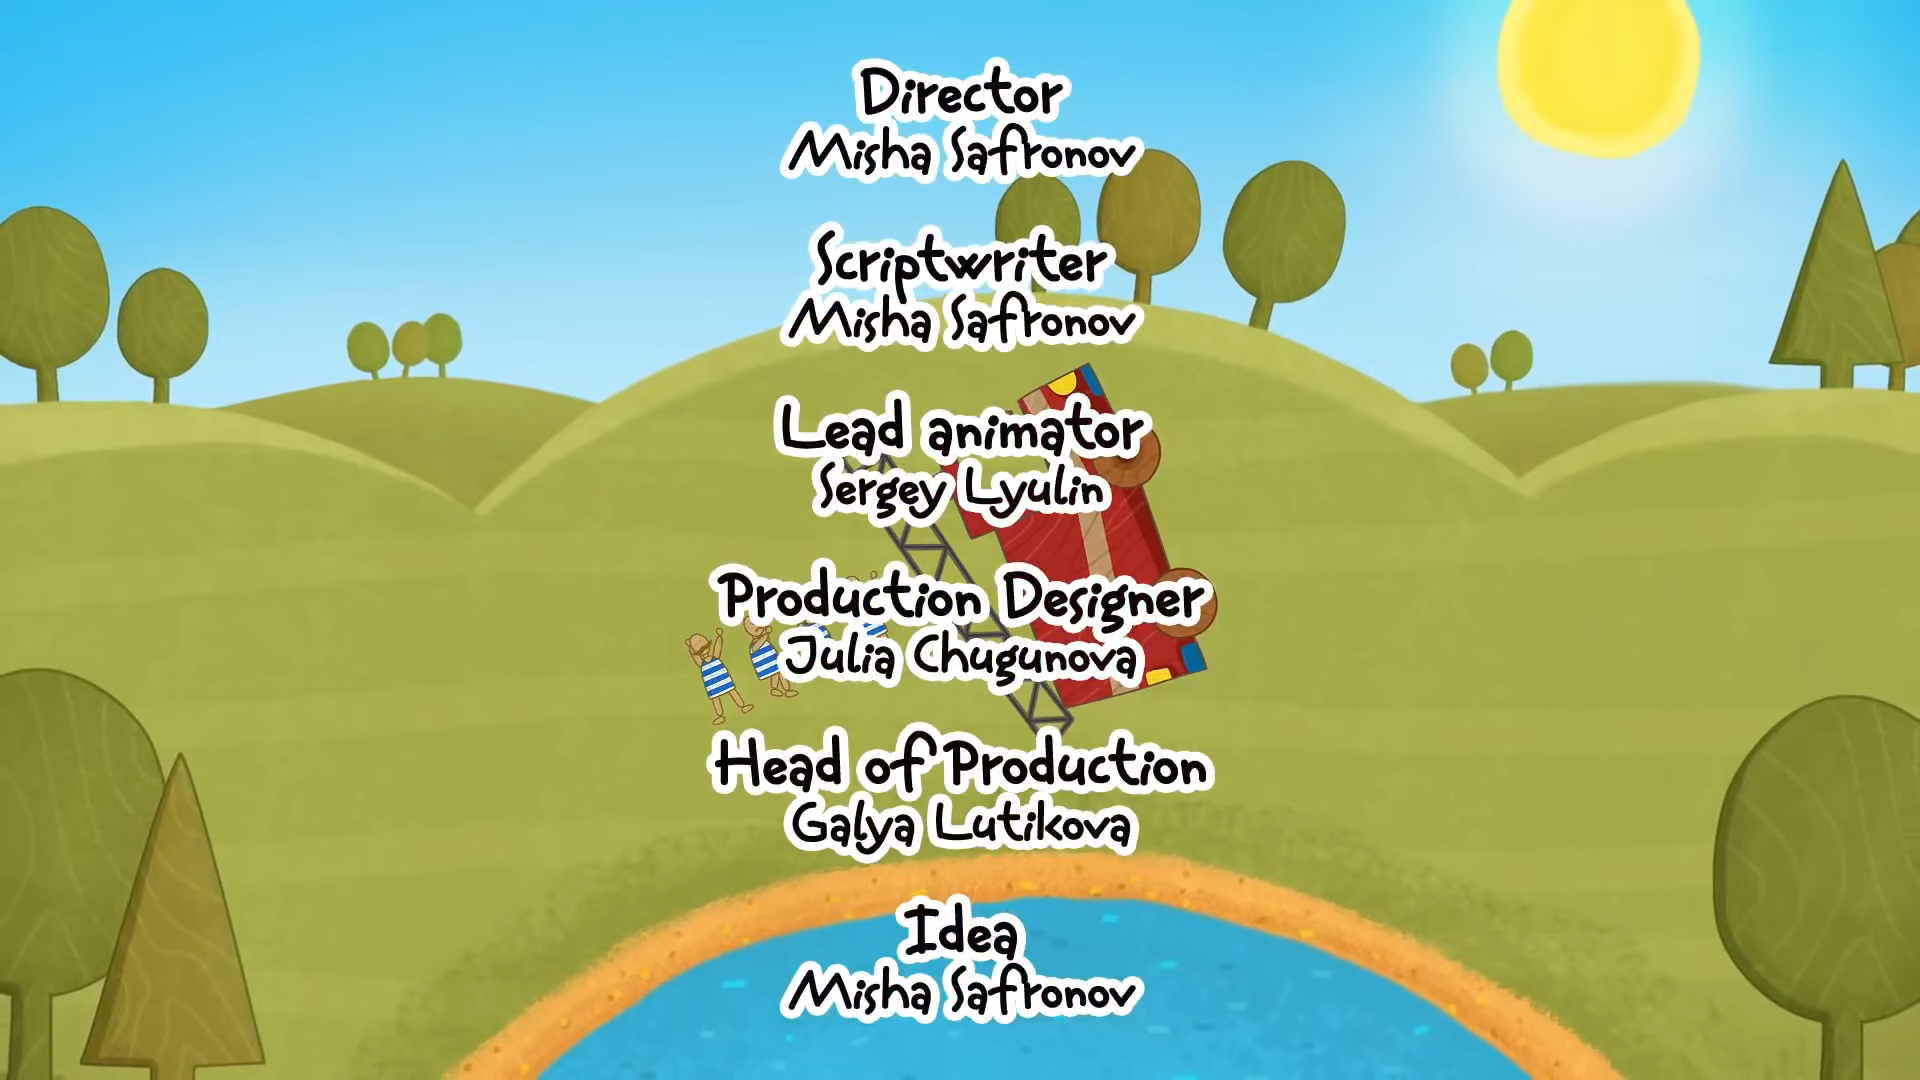 Director
Misha Safronov
Scriptwriter
Misha Safronov
Lead animator
Sergey Lyulin
Production Designer
Julia Chugunova
Head of Production
Galya Lutikova
Idea
Misha Safronov